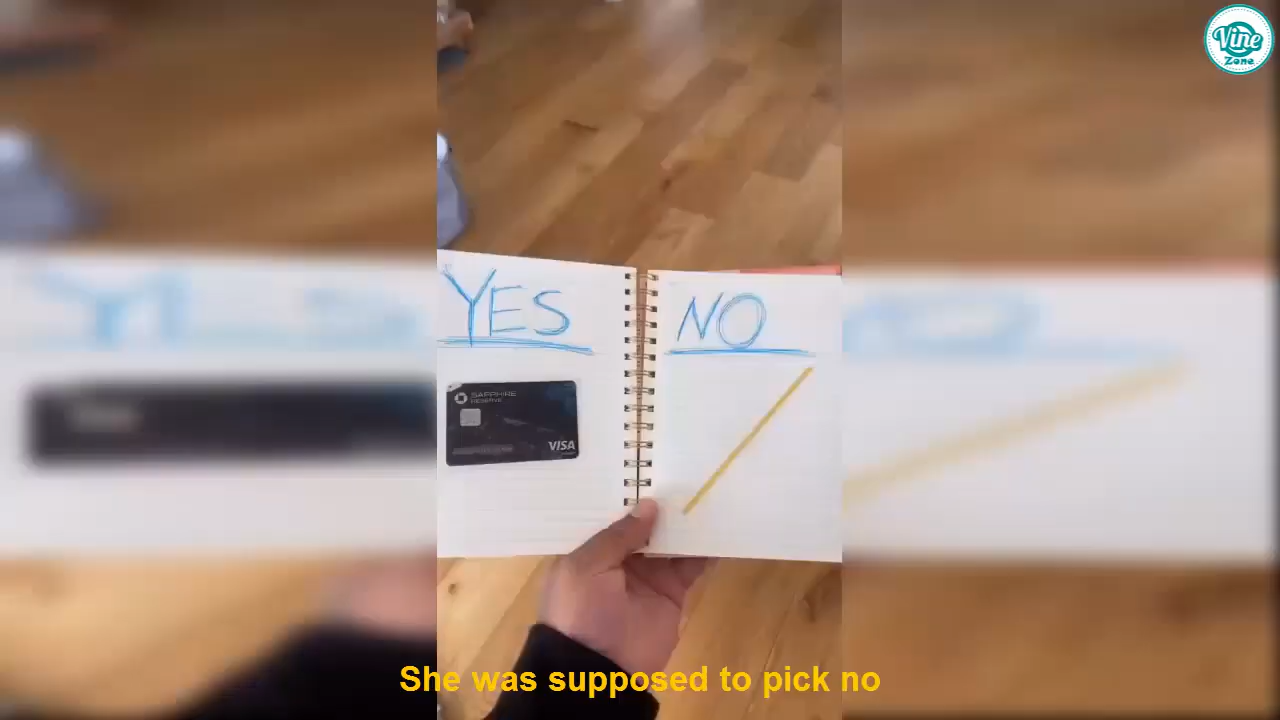 Vine
Zone
YES
NO
SAPPHIRE
RESERVE
VISA
She was supposed to pick no